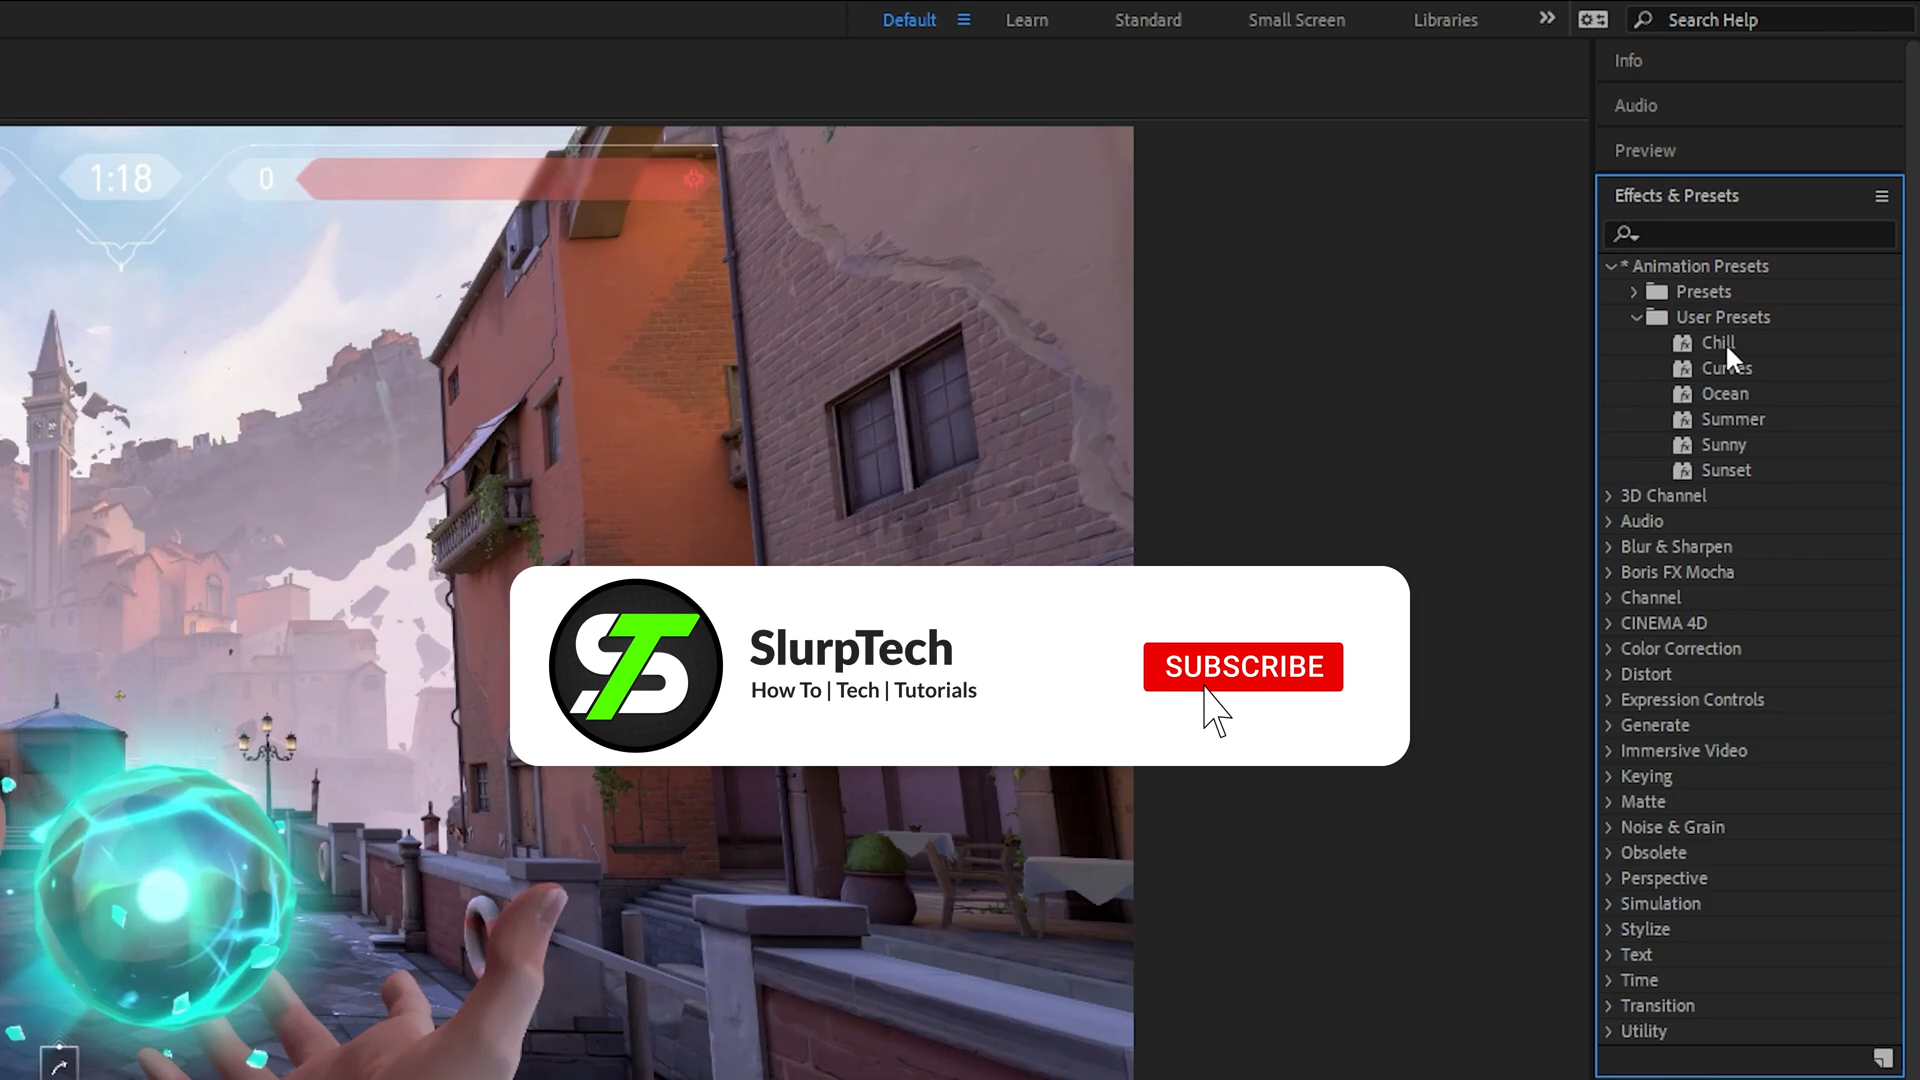 Default
Learn
Standard
Small Screen
Libraries
Search Help
Info
Audio
Preview
Effects & Presets
* Animation Presets
Presets
User Presets
Chill
Curves
Ocean
Summer
Sunny
Sunset
3D Channel
Audio
Blur & Sharpen
Boris FX Mocha
Channel
CINEMA 4D
Color Correction
Distort
Expression Controls
Generate
Immersive Video
Keying
Matte
Noise & Grain
Obsolete
Perspective
Simulation
Stylize
Text
Time
Transition
Utility
1:18
0
ST
SlurpTech
How To | Tech | Tutorials
SUBSCRIBE